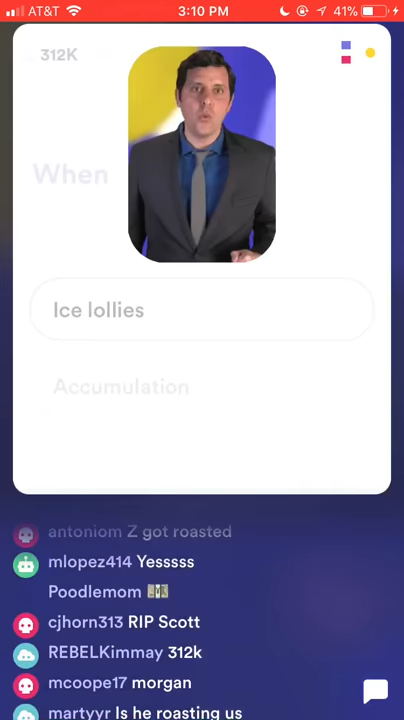 AT&T 3:10 PM 41%
312K
When
Ice lollies
Accumulation
antoniom Z got roasted
mlopez414 Yesssss
Poodlemom
cjhorn313 RIP Scott
REBELKimmay 312k
mcoope17 morgan
martyyr Is he roasting us